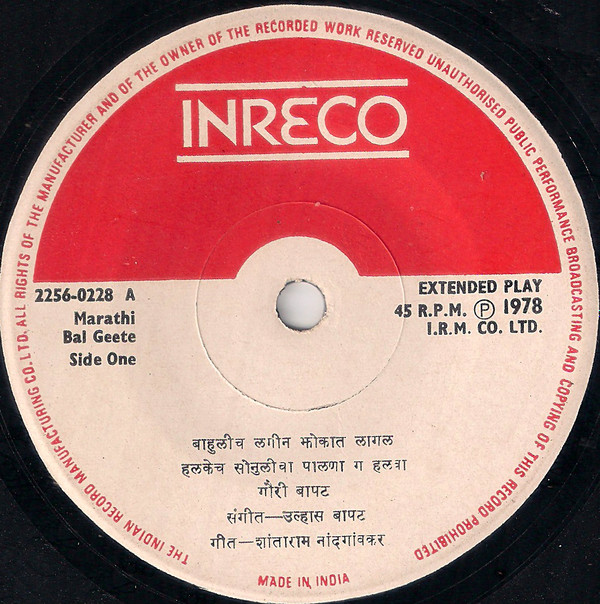 THE INDIAN RECORD MANUFACTURING CO. LTD. ALL RIGHTS OF THE MANUFACTURER AND OF THE OWNER OF THE RECORDED WORK RESERVED UNAUTHORISED PUBLIC PERFORMANCE BROADCASTING AND COPYING OF THIS RECORD PROHIBITED
INRECO
2256-0228 A
Marathi
Bal Geete
Side One
EXTENDED PLAY
45 R.P.M. Ⓟ 1978
I.R.M. CO. LTD.
बाहुलीच लगीन झोकात लागल
हलकेच सोनुलीचा पालणा ग हलवा
गौरी बापट
संगीत—उल्हास बापट
गीत—शांताराम नांदगांवकर
MADE IN INDIA